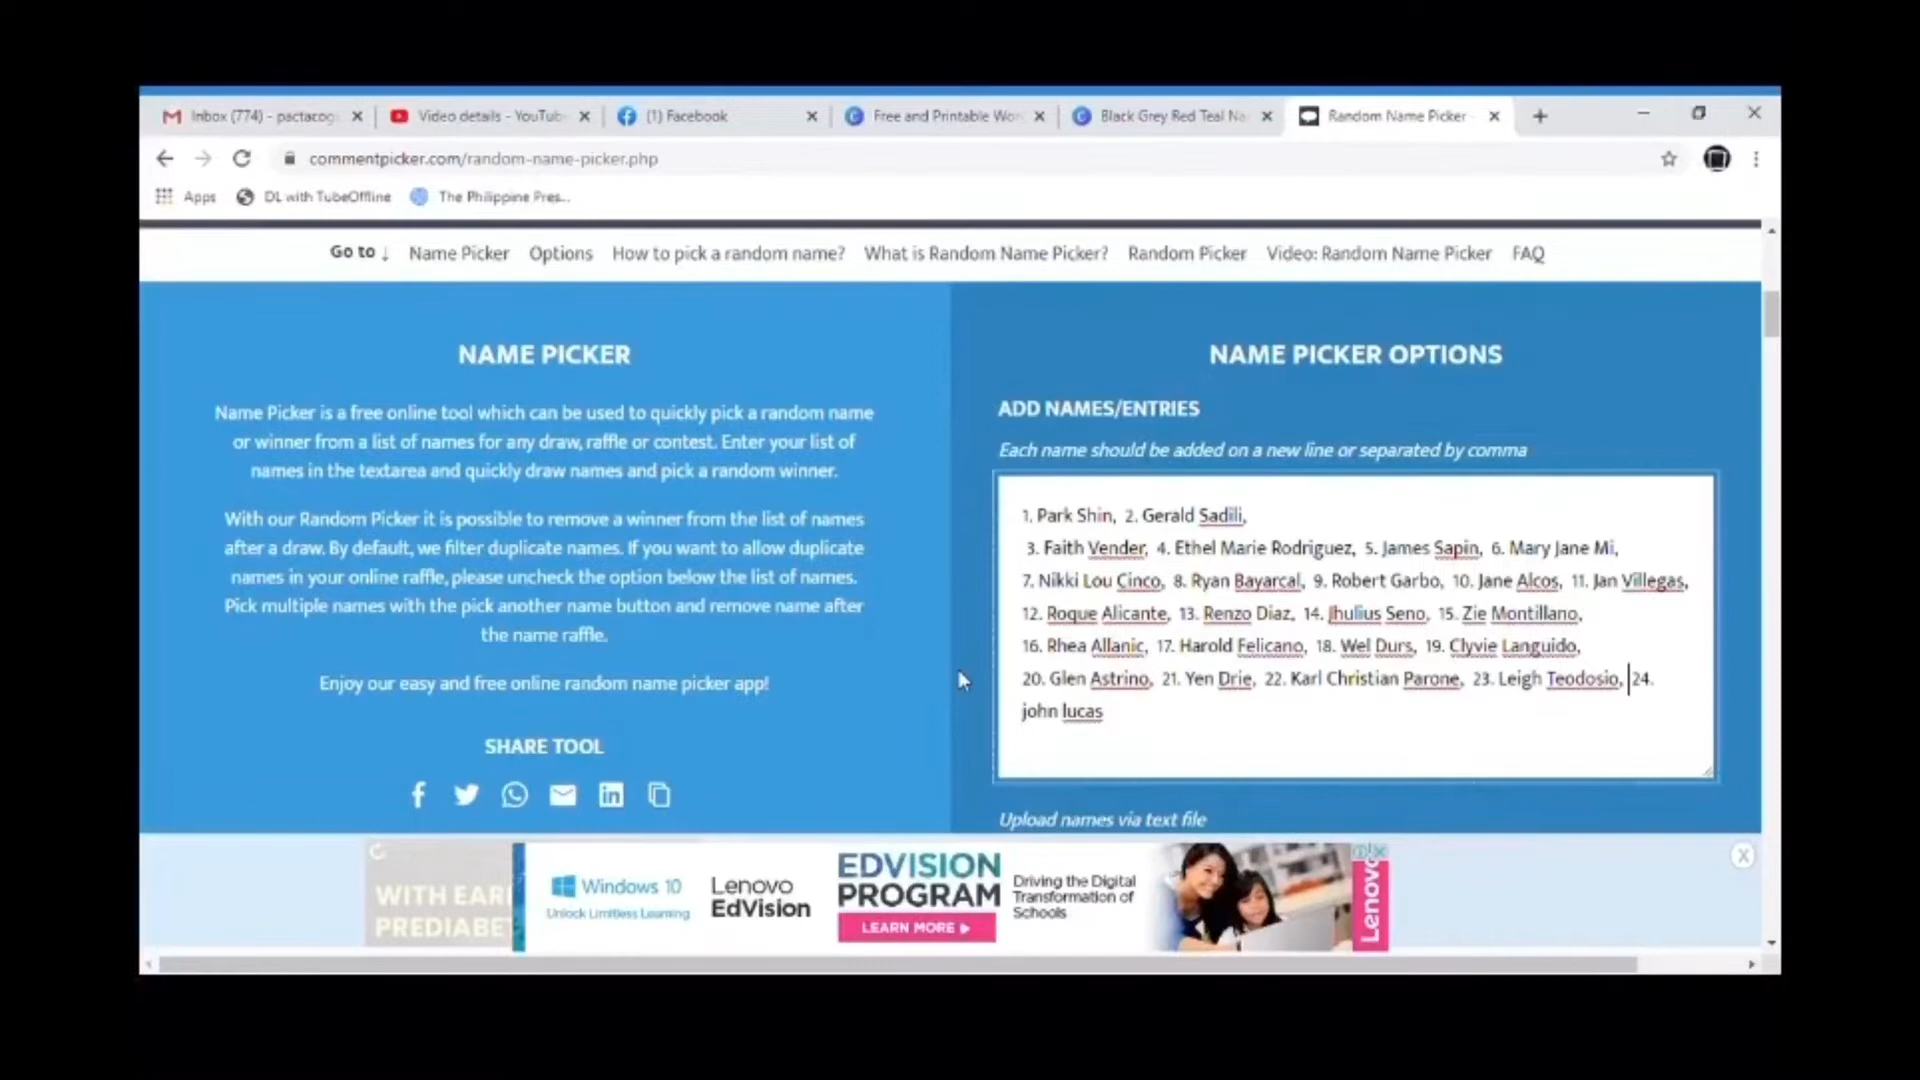 Inbox (774) - pactacog
Video details - YouTub
(1) Facebook
Free and Printable Wor
Black Grey Red Teal Na
Random Name Picker -
commentpicker.com/random-name-picker.php
Apps
DL with TubeOffline
The Philippine Pres...
Go to ↓
Name Picker
Options
How to pick a random name?
What is Random Name Picker?
Random Picker
Video: Random Name Picker
FAQ
NAME PICKER
Name Picker is a free online tool which can be used to quickly pick a random name
or winner from a list of names for any draw, raffle or contest. Enter your list of
names in the textarea and quickly draw names and pick a random winner.
With our Random Picker it is possible to remove a winner from the list of names
after a draw. By default, we filter duplicate names. If you want to allow duplicate
names in your online raffle, please uncheck the option below the list of names.
Pick multiple names with the pick another name button and remove name after
the name raffle.
Enjoy our easy and free online random name picker app!
SHARE TOOL
NAME PICKER OPTIONS
ADD NAMES/ENTRIES
Each name should be added on a new line or separated by comma
1. Park Shin, 2. Gerald Sadili,
3. Faith Vender, 4. Ethel Marie Rodriguez, 5. James Sapin, 6. Mary Jane Mi,
7. Nikki Lou Cinco, 8. Ryan Bayarcal, 9. Robert Garbo, 10. Jane Alcos, 11. Jan Villegas,
12. Roque Alicante, 13. Renzo Diaz, 14. Jhulius Seno, 15. Zie Montillano,
16. Rhea Allanic, 17. Harold Felicano, 18. Wel Durs, 19. Clyvie Languido,
20. Glen Astrino, 21. Yen Drie, 22. Karl Christian Parone, 23. Leigh Teodosio, 24.
john lucas
Upload names via text file
WITH EAR
PREDIABE
Windows 10
Unlock Limitless Learning
Lenovo
EdVision
EDVISION
PROGRAM
LEARN MORE
Driving the Digital
Transformation of
Schools
Lenovo